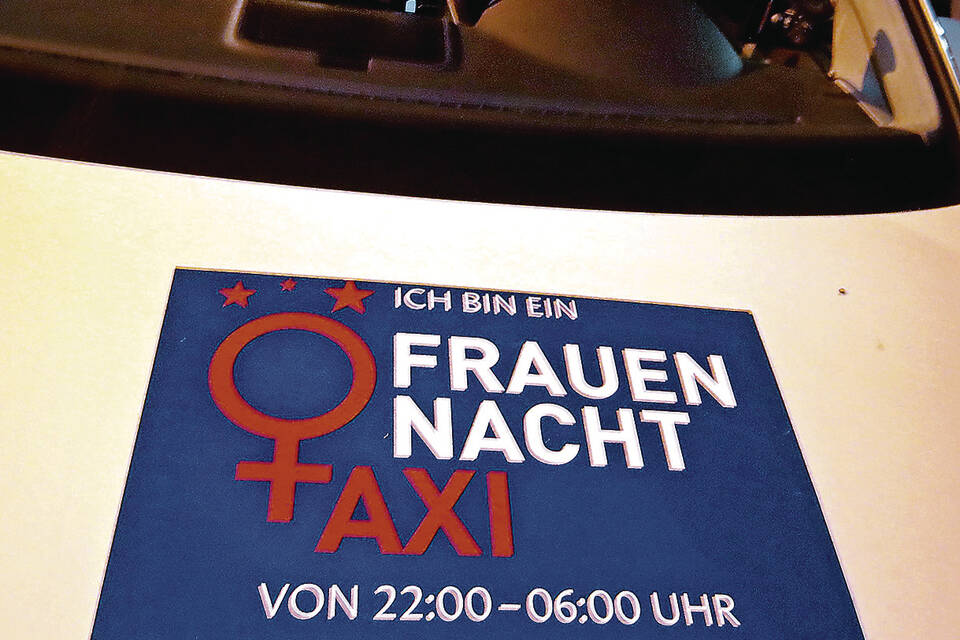 ICH BIN EIN
FRAUEN
NACHT
TAXI
VON 22:00-06:00 UHR